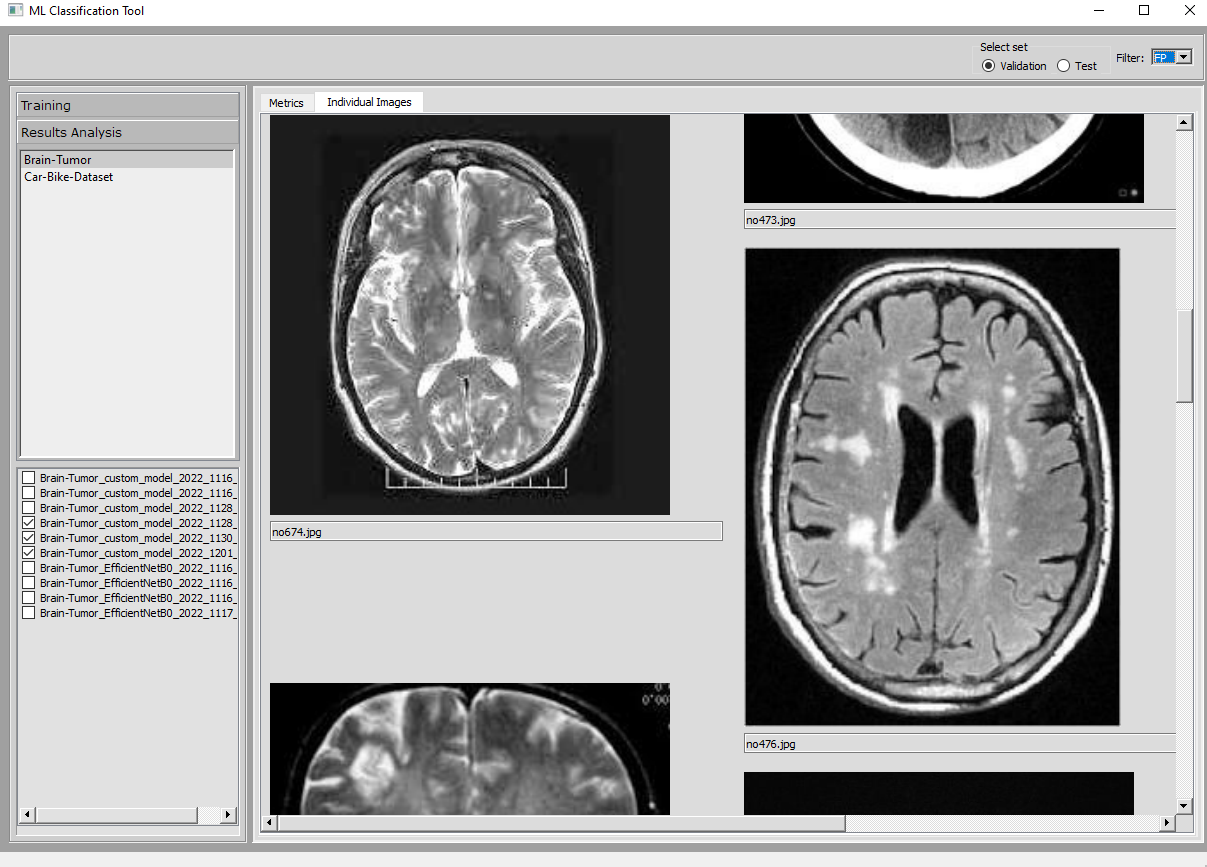 ML Classification Tool
Select set
Validation
Test
Filter:
FP
Training
Results Analysis
Brain-Tumor
Car-Bike-Dataset
Brain-Tumor_custom_model_2022_1116_
Brain-Tumor_custom_model_2022_1116_
Brain-Tumor_custom_model_2022_1128_
Brain-Tumor_custom_model_2022_1128_
Brain-Tumor_custom_model_2022_1130_
Brain-Tumor_custom_model_2022_1201_
Brain-Tumor_EfficientNetB0_2022_1116_
Brain-Tumor_EfficientNetB0_2022_1116_
Brain-Tumor_EfficientNetB0_2022_1116_
Brain-Tumor_EfficientNetB0_2022_1117_
Metrics
Individual Images
no674.jpg
no473.jpg
no476.jpg